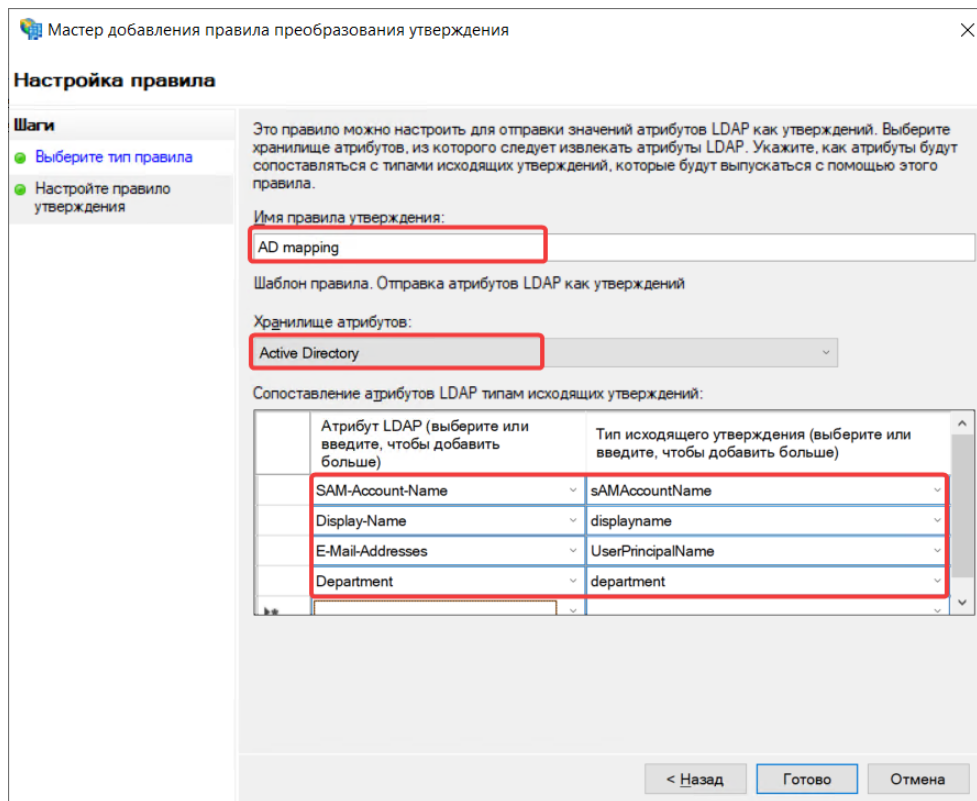 Мастер добавления правила преобразования утверждения
Настройка правила
Шаги
Выберите тип правила
Настройте правило
утверждения
Это правило можно настроить для отправки значений атрибутов LDAP как утверждений. Выберите
хранилище атрибутов, из которого следует извлекать атрибуты LDAP. Укажите, как атрибуты будут
сопоставляться с типами исходящих утверждений, которые будут выпускаться с помощью этого
правила.
Имя правила утверждения:
AD mapping
Шаблон правила. Отправка атрибутов LDAP как утверждений
Хранилище атрибутов:
Active Directory
Сопоставление атрибутов LDAP типам исходящих утверждений:
Атрибут LDAP (выберите или
введите, чтобы добавить
больше)
Тип исходящего утверждения (выберите или
введите, чтобы добавить больше)
SAM-Account-Name sAMAccountName
Display-Name displayname
E-Mail-Addresses UserPrincipalName
Department department
< Назад Готово Отмена